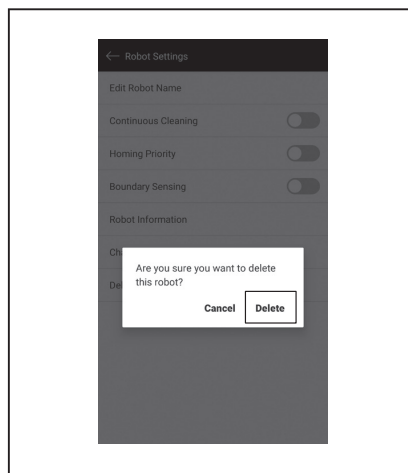 ← Robot Settings
Edit Robot Name
Continuous Cleaning
Homing Priority
Boundary Sensing
Robot Information
Are you sure you want to delete
this robot?
Cancel Delete